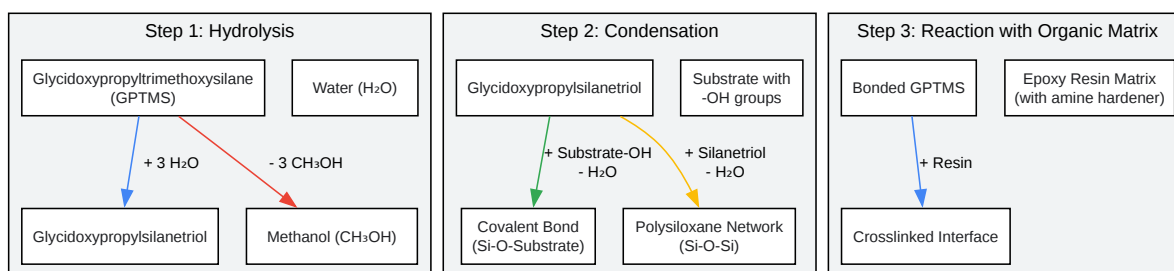 Step 1: Hydrolysis
Glycidoxypropyltrimethoxysilane
(GPTMS)
Water (H₂O)
+ 3 H₂O
- 3 CH₃OH
Glycidoxypropylsilanetriol
Methanol (CH₃OH)
Step 2: Condensation
Glycidoxypropylsilanetriol
Substrate with
-OH groups
+ Substrate-OH
- H₂O
+ Silanetriol
- H₂O
Covalent Bond
(Si-O-Substrate)
Polysiloxane Network
(Si-O-Si)
Step 3: Reaction with Organic Matrix
Bonded GPTMS
Epoxy Resin Matrix
(with amine hardener)
+ Resin
Crosslinked Interface